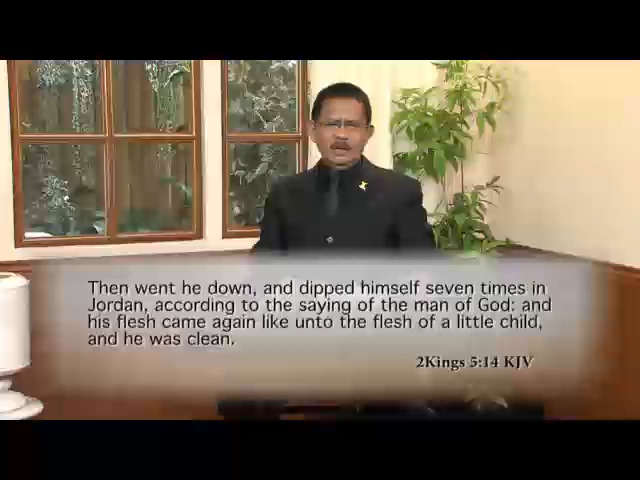 Then went he down, and dipped himself seven times in
Jordan, according to the saying of the man of God: and
his flesh came again like unto the flesh of a little child,
and he was clean.
2Kings 5:14 KJV